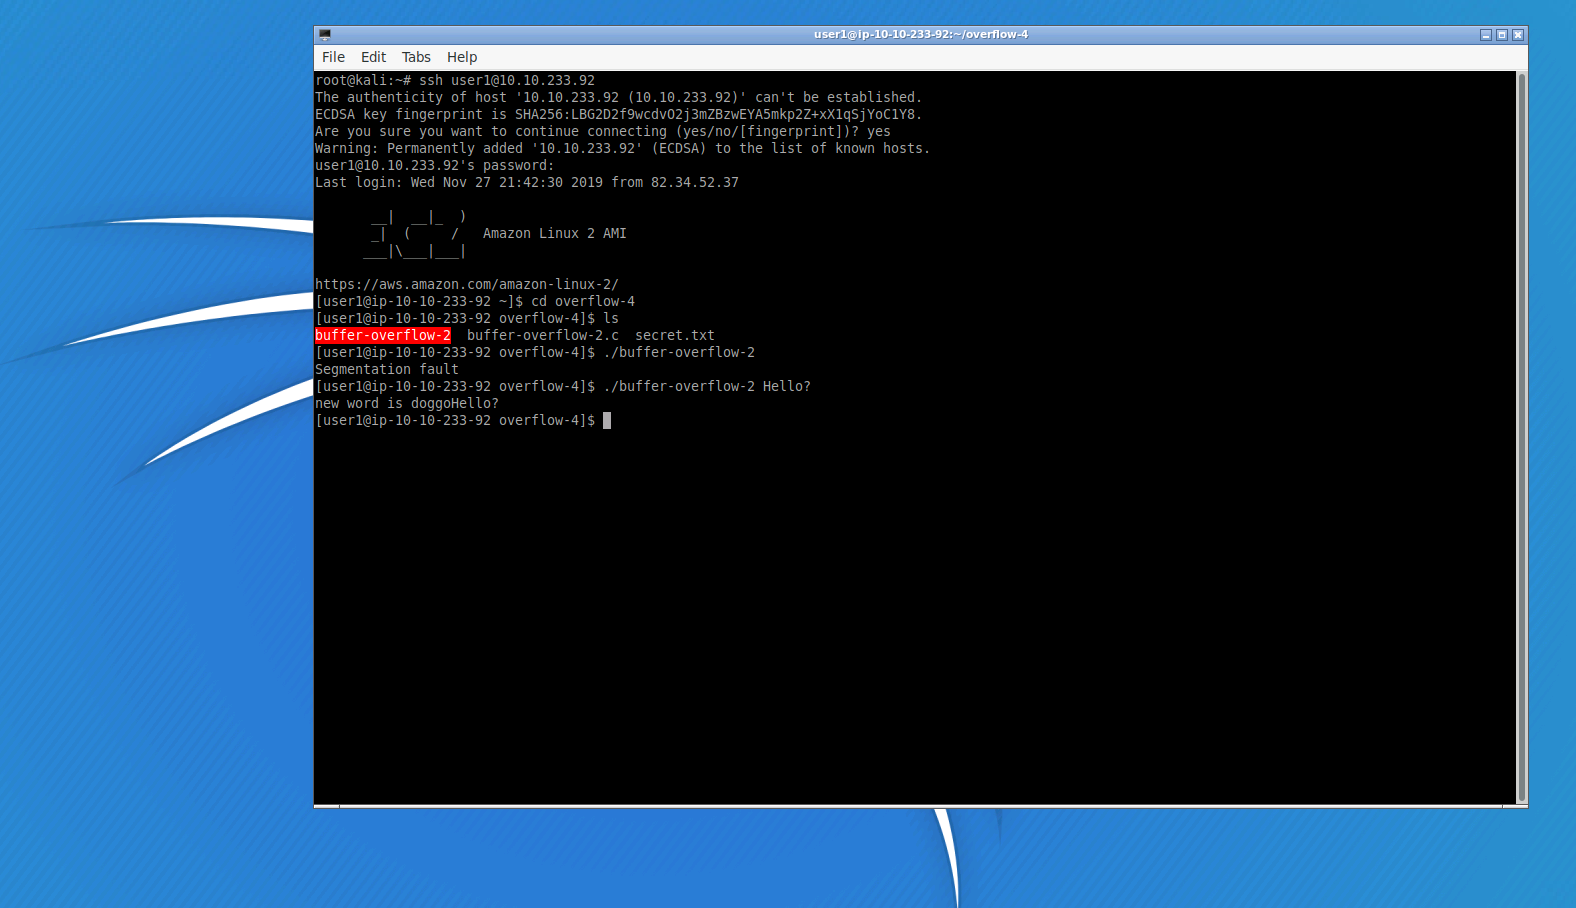 user1@ip-10-10-233-92:~/overflow-4
File Edit Tabs Help
root@kali:~# ssh user1@10.10.233.92
The authenticity of host '10.10.233.92 (10.10.233.92)' can't be established.
ECDSA key fingerprint is SHA256:LBG2D2f9wcdvO2j3mZBzwEYA5mkp2Z+xX1qSjYoC1Y8.
Are you sure you want to continue connecting (yes/no/[fingerprint])? yes
Warning: Permanently added '10.10.233.92' (ECDSA) to the list of known hosts.
user1@10.10.233.92's password:
Last login: Wed Nov 27 21:42:30 2019 from 82.34.52.37
       __|  __|_  )
       _|  (     /   Amazon Linux 2 AMI
      ___|\___|___|
https://aws.amazon.com/amazon-linux-2/
[user1@ip-10-10-233-92 ~]$ cd overflow-4
[user1@ip-10-10-233-92 overflow-4]$ ls
buffer-overflow-2  buffer-overflow-2.c  secret.txt
[user1@ip-10-10-233-92 overflow-4]$ ./buffer-overflow-2
Segmentation fault
[user1@ip-10-10-233-92 overflow-4]$ ./buffer-overflow-2 Hello?
new word is doggoHello?
[user1@ip-10-10-233-92 overflow-4]$